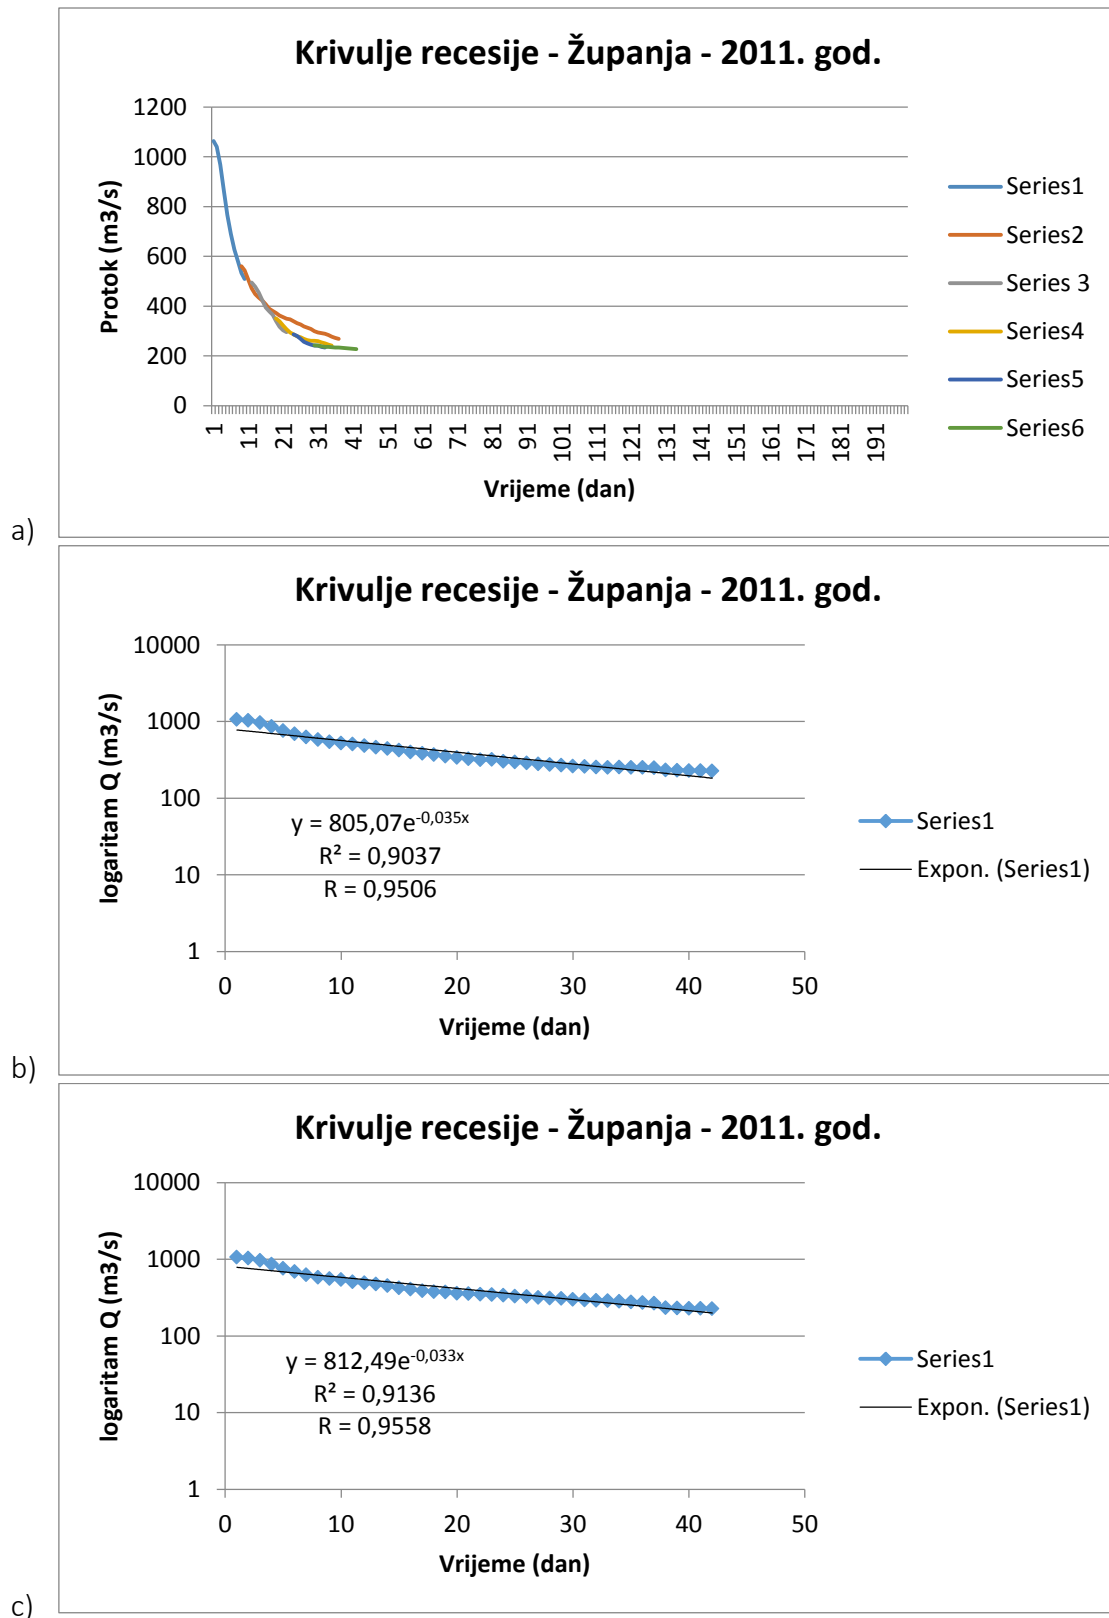 Krivulje recesije - Županja - 2011. god.
Protok (m3/s)
1200
1000
800
600
400
200
0
1 11 21 31 41 51 61 71 81 91 101 111 121 131 141 151 161 171 181 191
Vrijeme (dan)
Series1
Series2
Series 3
Series4
Series5
Series6
a)
Krivulje recesije - Županja - 2011. god.
logaritam Q (m3/s)
10000
1000
100
10
1
y = 805,07e^-0,035x
R² = 0,9037
R = 0,9506
0 10 20 30 40 50
Vrijeme (dan)
Series1
Expon. (Series1)
b)
Krivulje recesije - Županja - 2011. god.
logaritam Q (m3/s)
10000
1000
100
10
1
y = 812,49e^-0,033x
R² = 0,9136
R = 0,9558
0 10 20 30 40 50
Vrijeme (dan)
Series1
Expon. (Series1)
c)